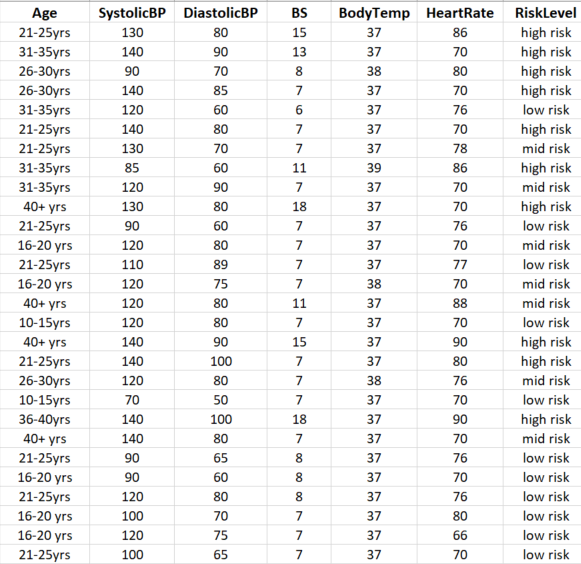 Age SystolicBP DiastolicBP BS BodyTemp HeartRate RiskLevel
21-25yrs 130 80 15 37 86 high risk
31-35yrs 140 90 13 37 70 high risk
26-30yrs 90 70 8 38 80 high risk
26-30yrs 140 85 7 37 70 high risk
31-35yrs 120 60 6 37 76 low risk
21-25yrs 140 80 7 37 70 high risk
21-25yrs 130 70 7 37 78 mid risk
31-35yrs 85 60 11 39 86 high risk
31-35yrs 120 90 7 37 70 mid risk
40+ yrs 130 80 18 37 70 high risk
21-25yrs 90 60 7 37 76 low risk
16-20 yrs 120 80 7 37 70 mid risk
21-25yrs 110 89 7 37 77 low risk
16-20 yrs 120 75 7 38 70 mid risk
40+ yrs 120 80 11 37 88 mid risk
10-15yrs 120 80 7 37 70 low risk
40+ yrs 140 90 15 37 90 high risk
21-25yrs 140 100 7 37 80 high risk
26-30yrs 120 80 7 38 76 mid risk
10-15yrs 70 50 7 37 70 low risk
36-40yrs 140 100 18 37 90 high risk
40+ yrs 140 80 7 37 70 mid risk
21-25yrs 90 65 8 37 76 low risk
16-20 yrs 90 60 8 37 70 low risk
21-25yrs 120 80 8 37 76 low risk
16-20 yrs 100 70 7 37 80 low risk
16-20 yrs 120 75 7 37 66 low risk
21-25yrs 100 65 7 37 70 low risk